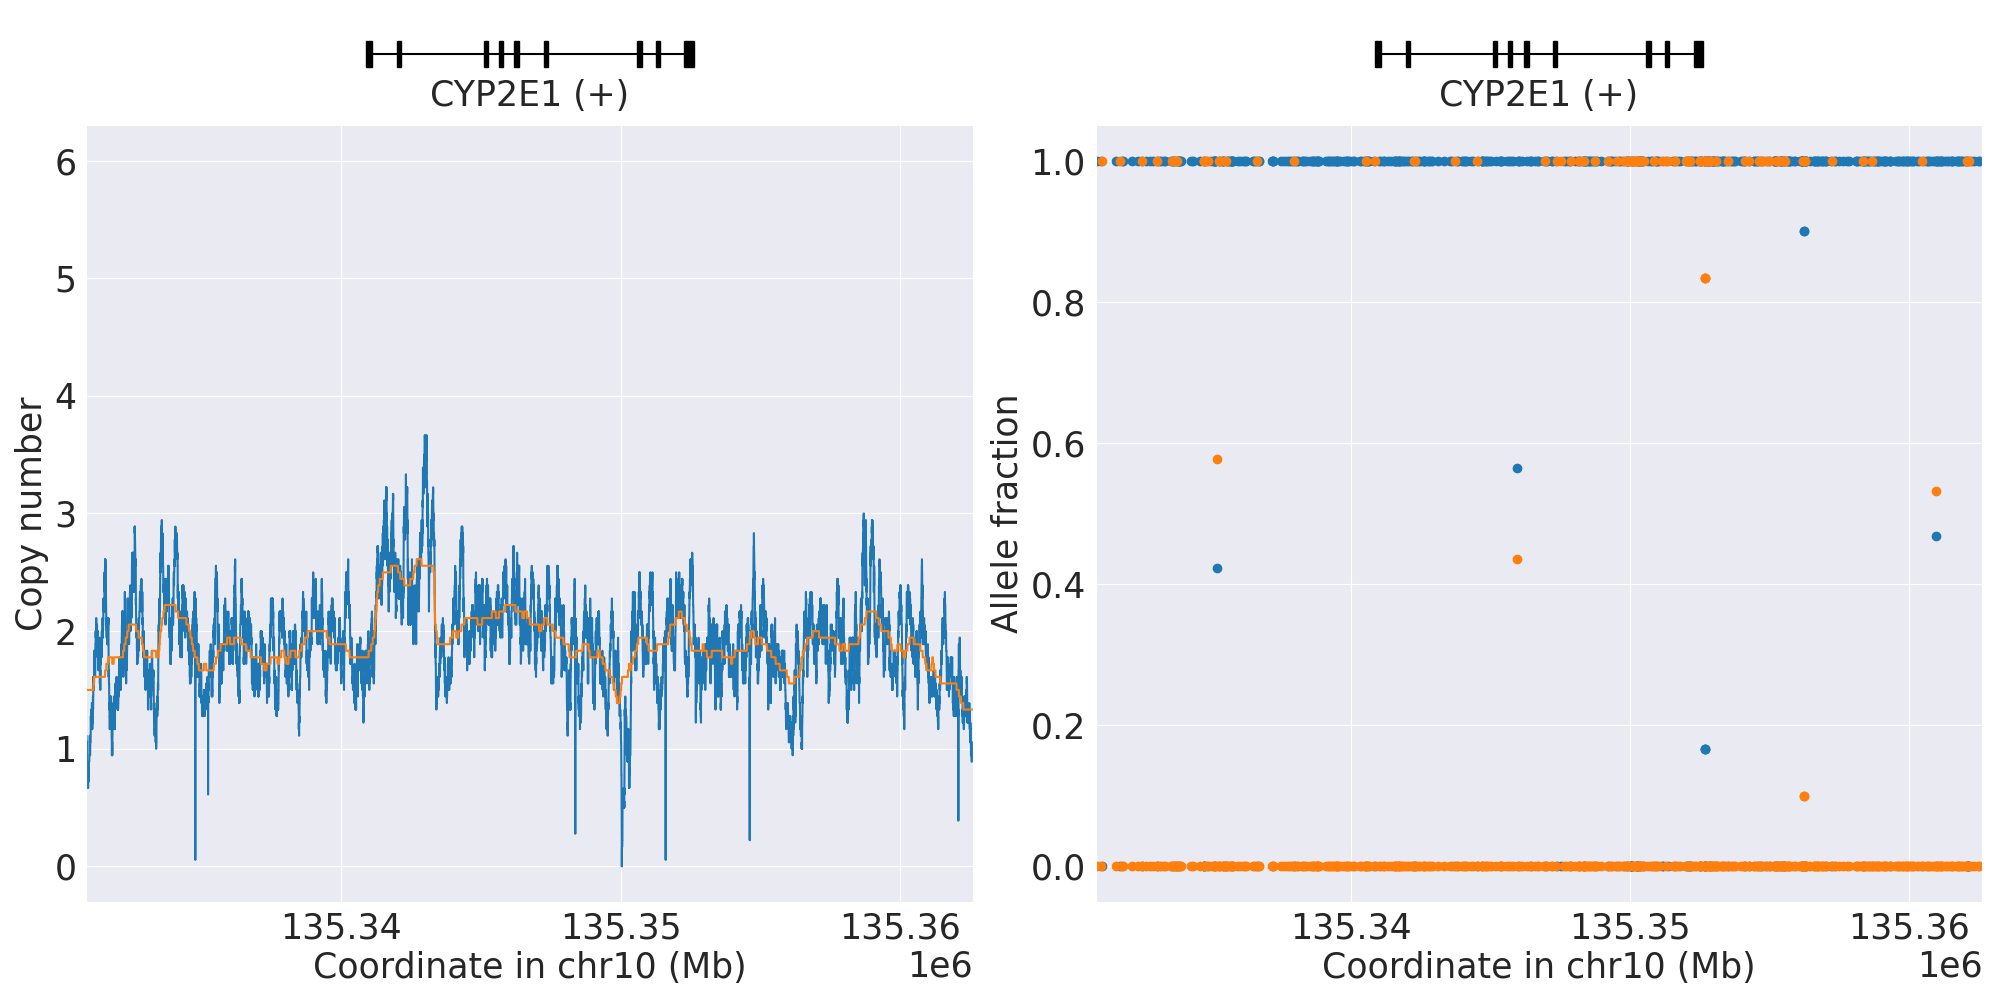 CYP2E1 (+)
6
5
4
3
2
1
0
Copy number
135.34 135.35 135.36
Coordinate in chr10 (Mb) 1e6
CYP2E1 (+)
1.0
0.8
0.6
0.4
0.2
0.0
Allele fraction
135.34 135.35 135.36
Coordinate in chr10 (Mb) 1e6